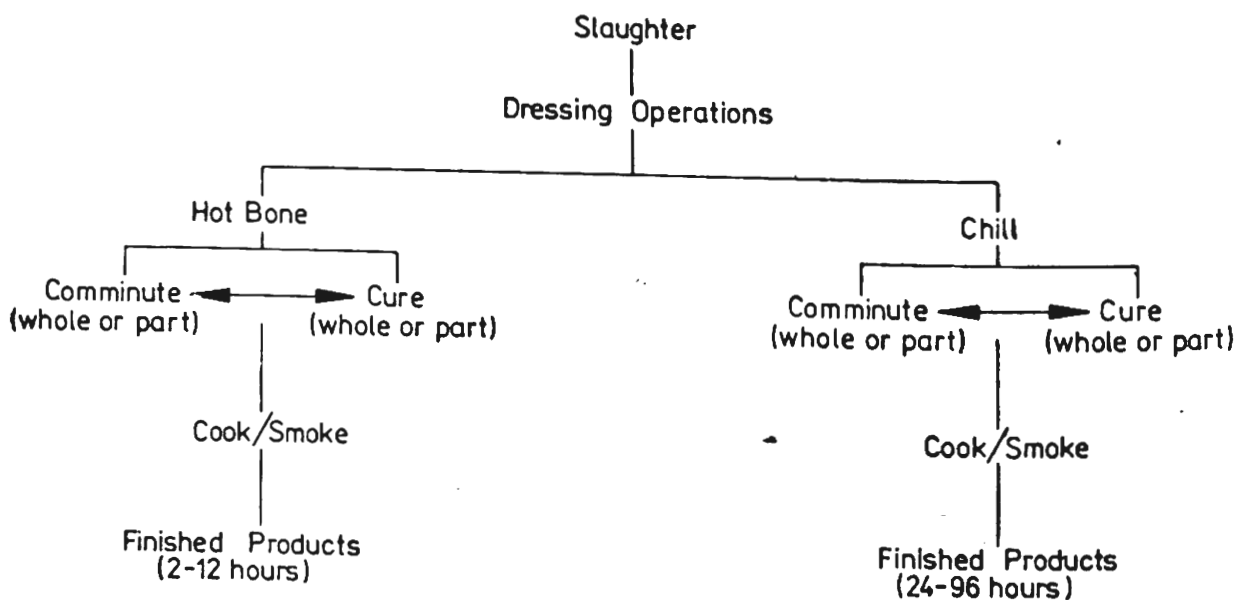 Slaughter
Dressing Operations
Hot Bone
Comminute
(whole or part)
Cure
(whole or part)
Cook/Smoke
Finished Products
(2-12 hours)
Chill
Comminute
(whole or part)
Cure
(whole or part)
Cook/Smoke
Finished Products
(24-96 hours)